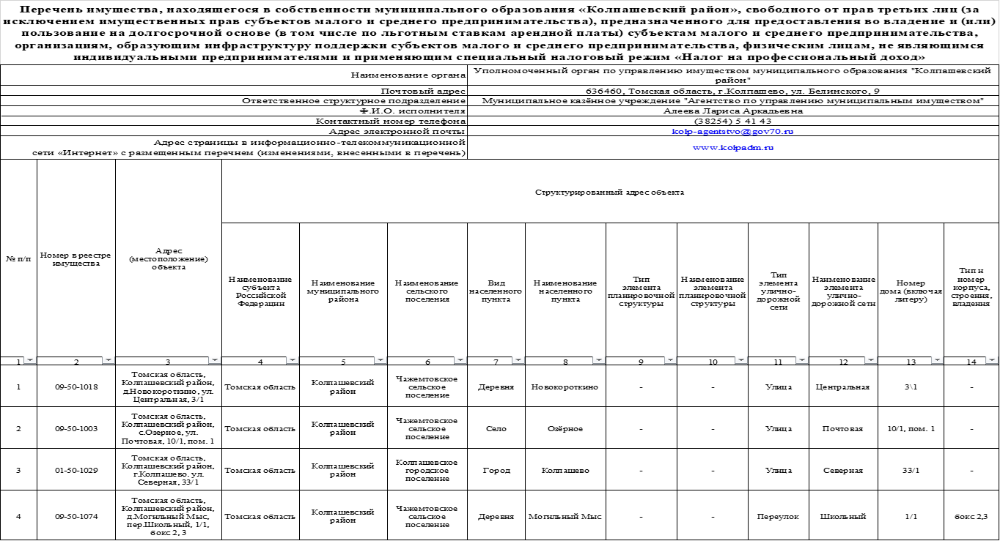 Перечень имущества, находящегося в собственности муниципального образования «Колпашевский район», свободного от прав третьих лиц (за
исключением имущественных прав субъектов малого и среднего предпринимательства), предназначенного для предоставления во владение и (или)
пользование на долгосрочной основе (в том числе по льготным ставкам арендной платы) субъектам малого и среднего предпринимательства,
организациям, образующим инфраструктуру поддержки субъектов малого и среднего предпринимательства, физическим лицам, не являющимся
индивидуальными предпринимателями и применяющим специальный налоговый режим «Налог на профессиональный доход»
Наименование органа
Уполномоченный орган по управлению имуществом муниципального образования "Колпашевский
район"
Почтовый адрес
636460, Томская область, г.Колпашево, ул. Белинского, 9
Ответственное структурное подразделение
Муниципальное казённое учреждение "Агентство по управлению муниципальным имуществом"
Ф.И.О. исполнителя
Алеева Лариса Аркадьевна
Контактный номер телефона
(38254) 5 41 43
Адрес электронной почты
kolp-agentstvo@gov70.ru
Адрес страницы в информационно-телекоммуникационной
сети «Интернет» с размещенным перечнем (изменениями, внесенными в перечень)
www.kolpadm.ru
№ п/п
Номер в реестре
имущества
Адрес
(местоположение)
объекта
Структурированный адрес объекта
Наименование
субъекта
Российской
Федерации
Наименование
муниципального
района
Наименование
сельского
поселения
Вид
населенного
пункта
Наименование
населенного
пункта
Тип
элемента
планировочной
структуры
Наименование
элемента
планировочной
структуры
Тип
элемента
улично-
дорожной
сети
Наименование
элемента
улично-
дорожной сети
Номер
дома (включая
литеру)
Тип и
номер
корпуса,
строения,
владения
1 2 3 4 5 6 7 8 9 10 11 12 13 14
1
09-50-1018
Томская область,
Колпашевский район,
д.Новокороткино, ул.
Центральная, 3/1
Томская область
Колпашевский
район
Чажемтовское
сельское
поселение
Деревня
Новокороткино
-
-
Улица
Центральная
3\1
-
2
09-50-1003
Томская область,
Колпашевский район,
с.Озерное, ул.
Почтовая, 10/1, пом. 1
Томская область
Колпашевский
район
Чажемтовское
сельское
поселение
Село
Озёрное
-
-
Улица
Почтовая
10/1, пом. 1
-
3
01-50-1029
Томская область,
Колпашевский район,
г.Колпашево. ул.
Северная, 33/1
Томская область
Колпашевский
район
Колпашевское
городское
поселение
Город
Колпашево
-
-
Улица
Северная
33/1
-
4
09-50-1074
Томская область,
Колпашевский район,
д.Могильный Мыс,
пер.Школьный, 1/1,
бокс 2, 3
Томская область
Колпашевский
район
Чажемтовское
сельское
поселение
Деревня
Могильный Мыс
-
-
Переулок
Школьный
1/1
бокс 2,3